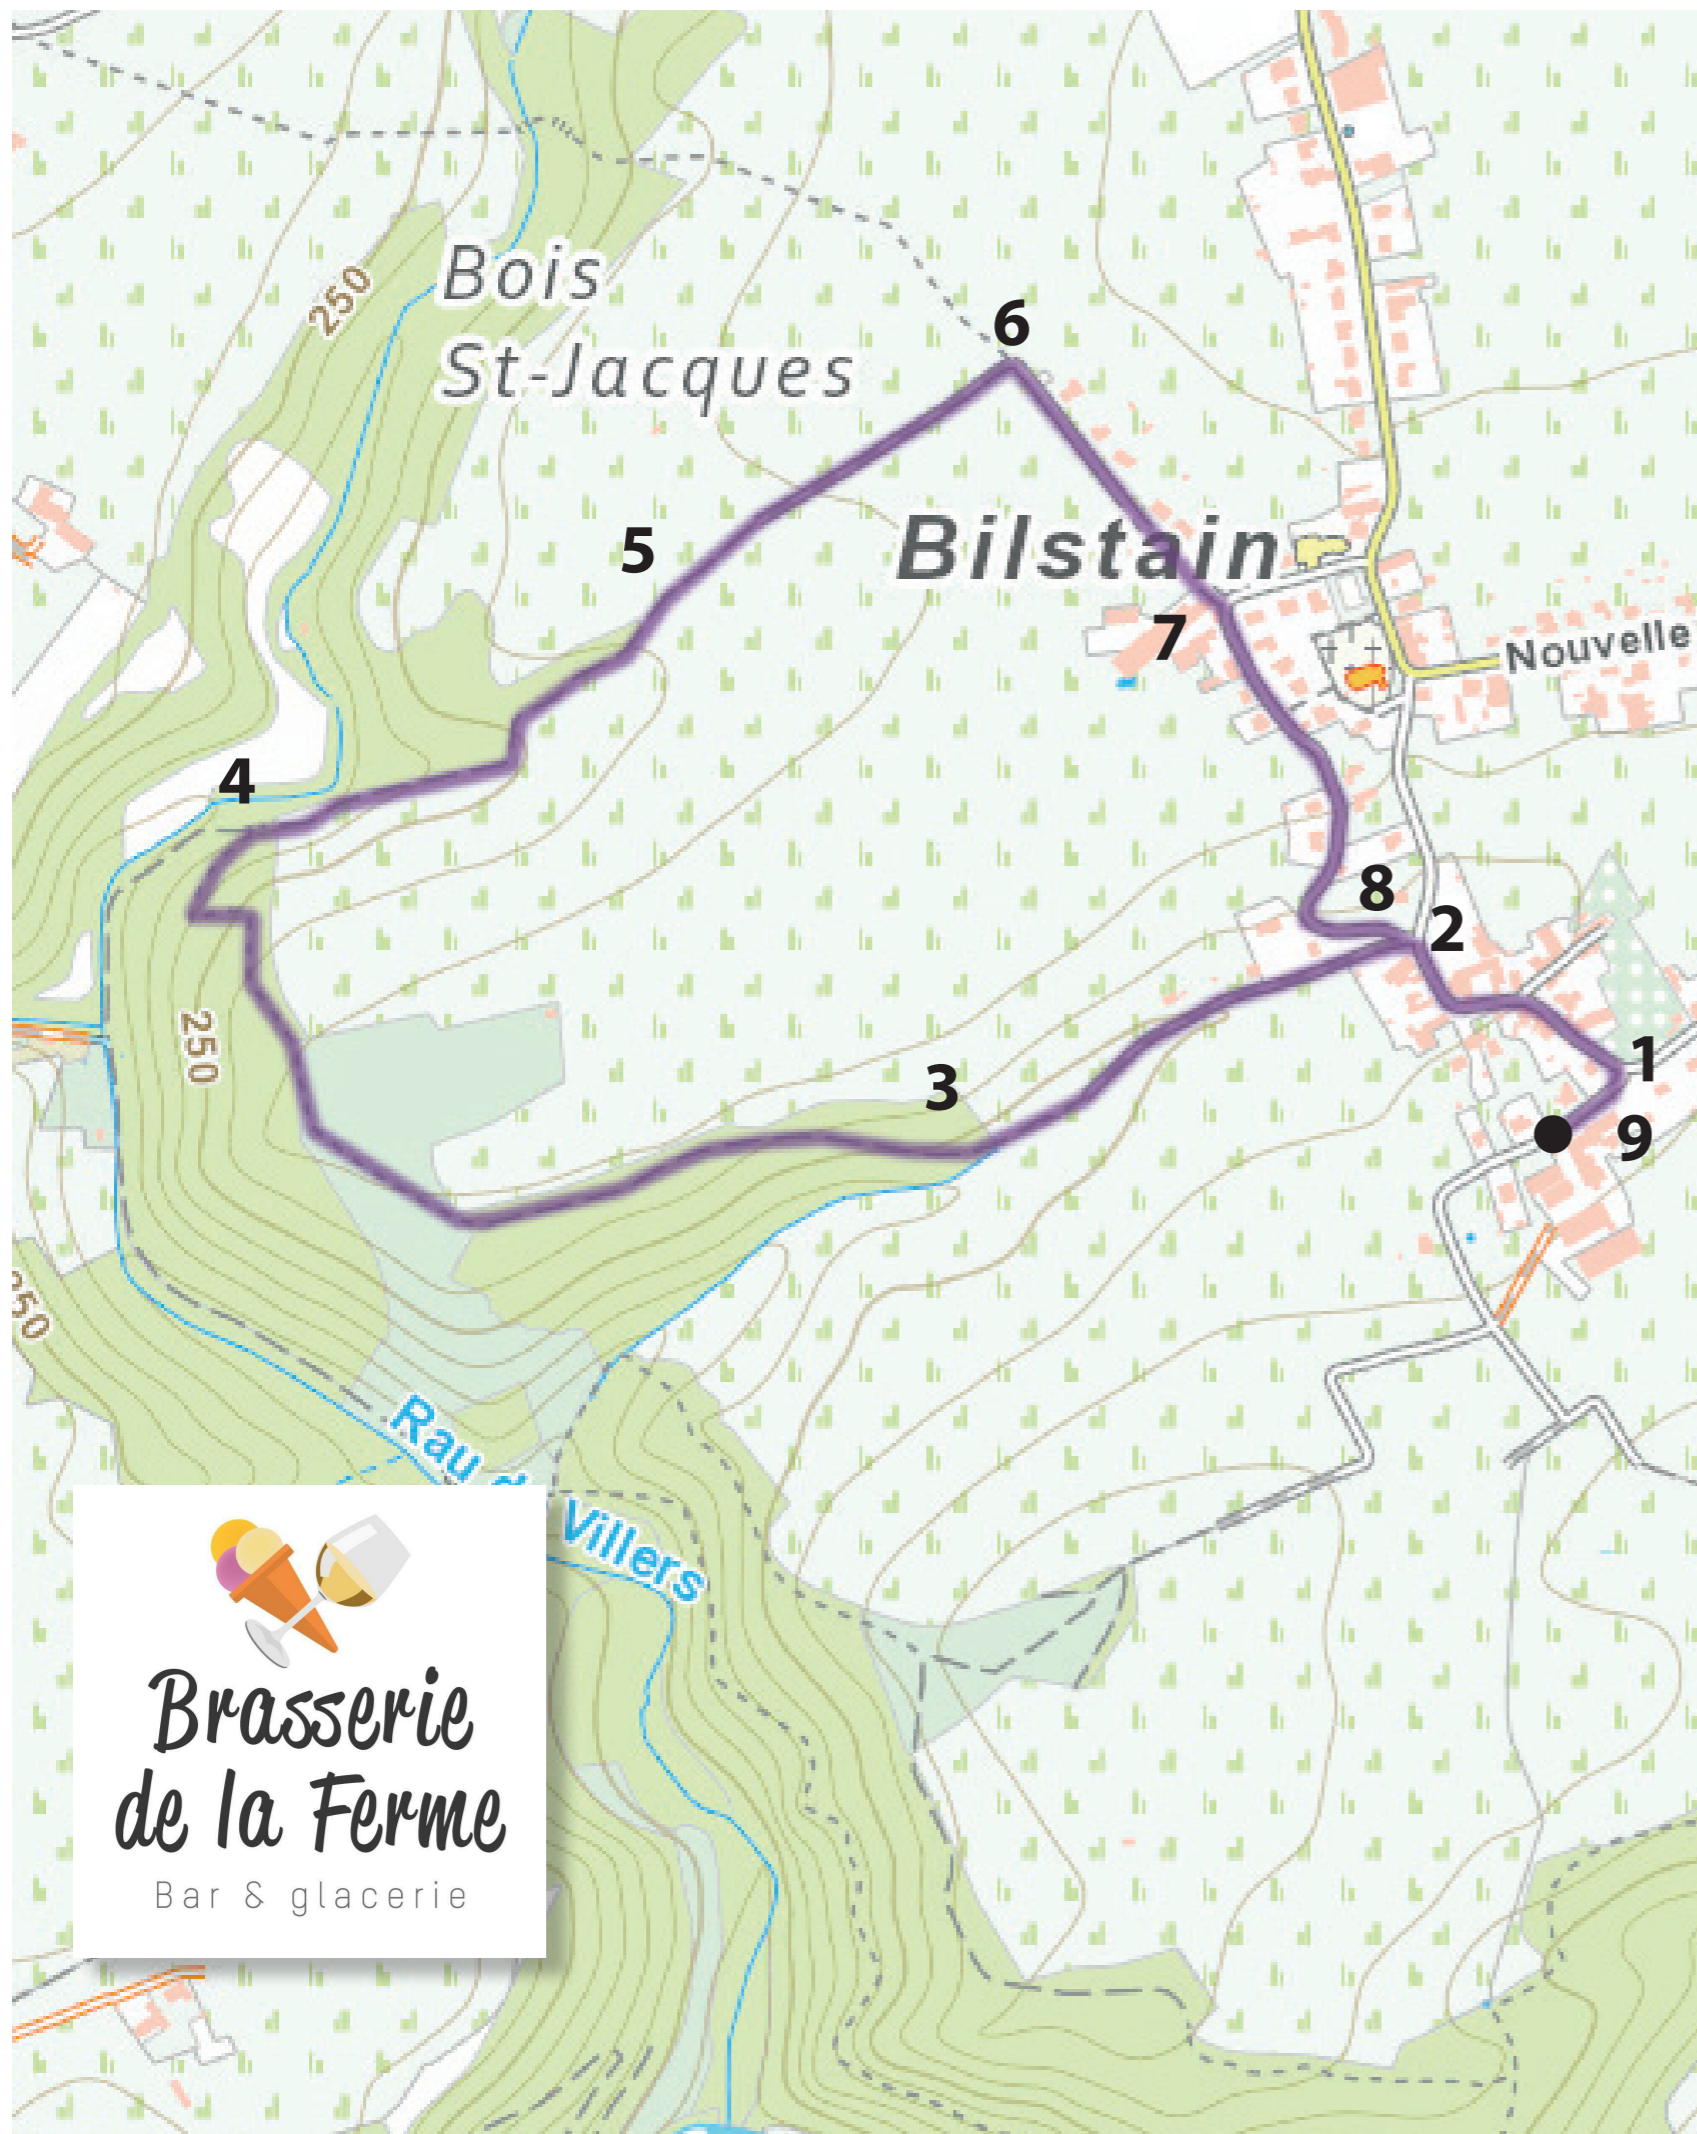 Bois
St-Jacques
250
6
5
Bilstain
7
Nouvelle
4
8
2
250
3
1
9
Rau d
Villers
Brasserie
de la Ferme
Bar & glacerie